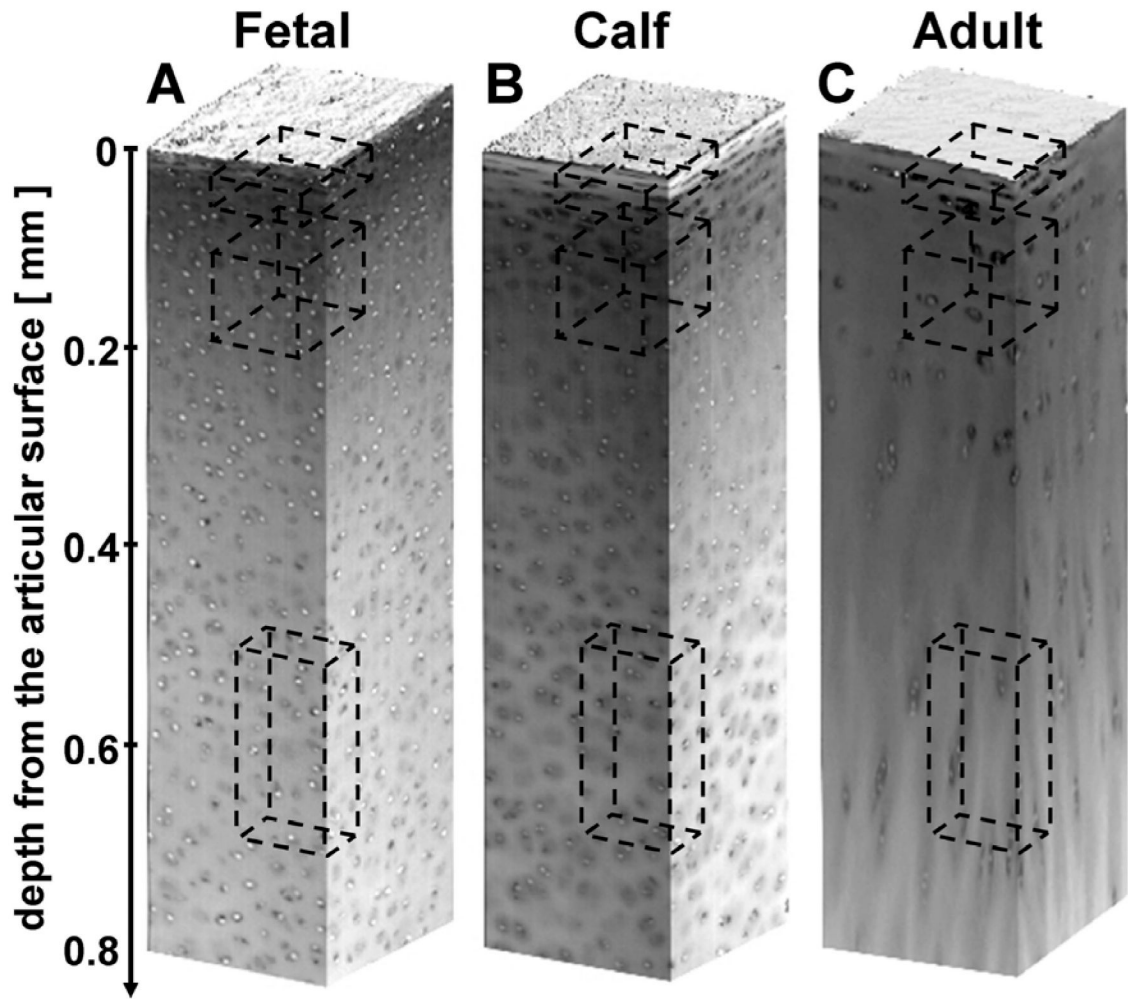 Fetal
Calf
Adult
A
B
C
0
0.2
0.4
0.6
0.8
depth from the articular surface [ mm ]